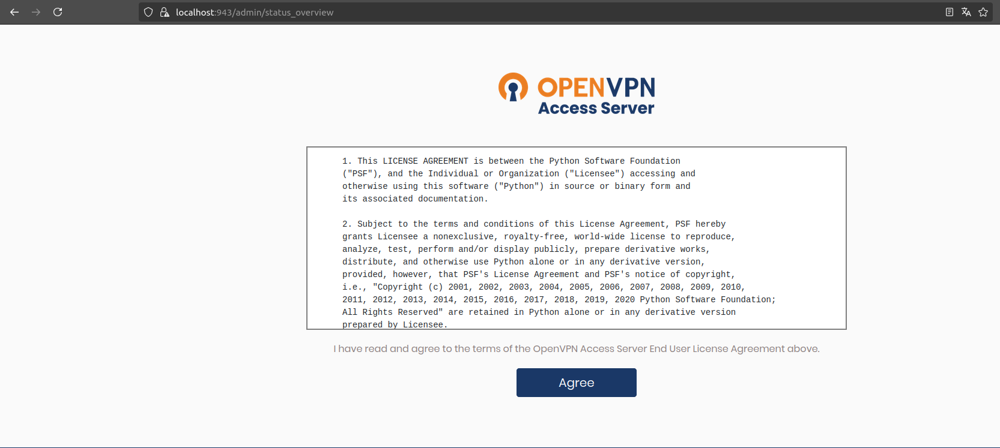 localhost:943/admin/status_overview
OPENVPN
Access Server
1. This LICENSE AGREEMENT is between the Python Software Foundation
("PSF"), and the Individual or Organization ("Licensee") accessing and
otherwise using this software ("Python") in source or binary form and
its associated documentation.
2. Subject to the terms and conditions of this License Agreement, PSF hereby
grants Licensee a nonexclusive, royalty-free, world-wide license to reproduce,
analyze, test, perform and/or display publicly, prepare derivative works,
distribute, and otherwise use Python alone or in any derivative version,
provided, however, that PSF's License Agreement and PSF's notice of copyright,
i.e., "Copyright (c) 2001, 2002, 2003, 2004, 2005, 2006, 2007, 2008, 2009, 2010,
2011, 2012, 2013, 2014, 2015, 2016, 2017, 2018, 2019, 2020 Python Software Foundation;
All Rights Reserved" are retained in Python alone or in any derivative version
prepared by Licensee.
I have read and agree to the terms of the OpenVPN Access Server End User License Agreement above.
Agree